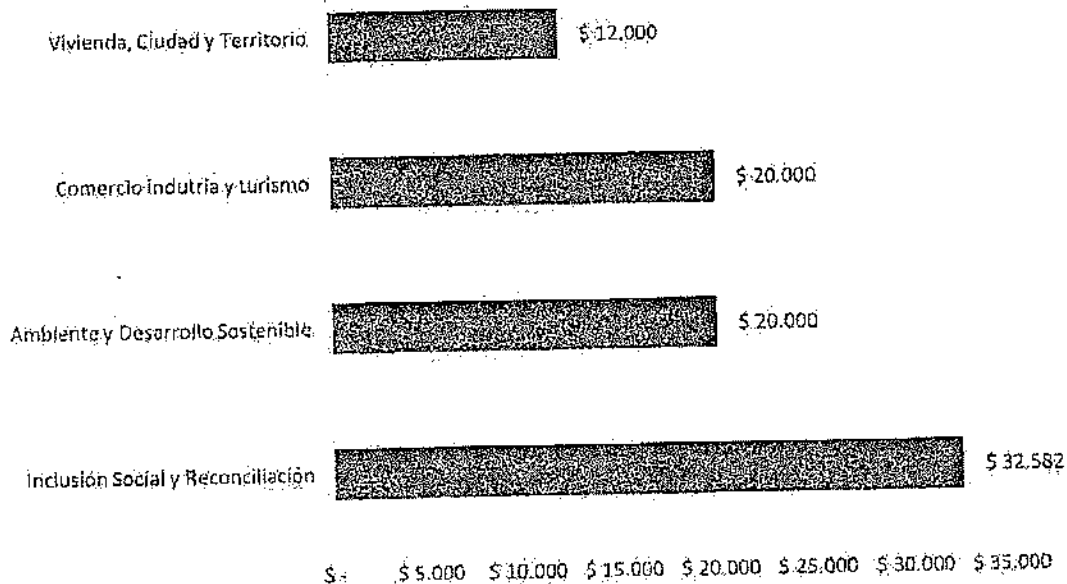 Vivienda, Ciudad y Territorio $ 12.000
Comercio indutria y turismo $ 20.000
Ambiente y Desarrollo Sostenible $ 20.000
Inclusión Social y Reconciliación $ 32.582
$ - $ 5.000 $ 10.000 $ 15.000 $ 20.000 $ 25.000 $ 30.000 $ 35.000